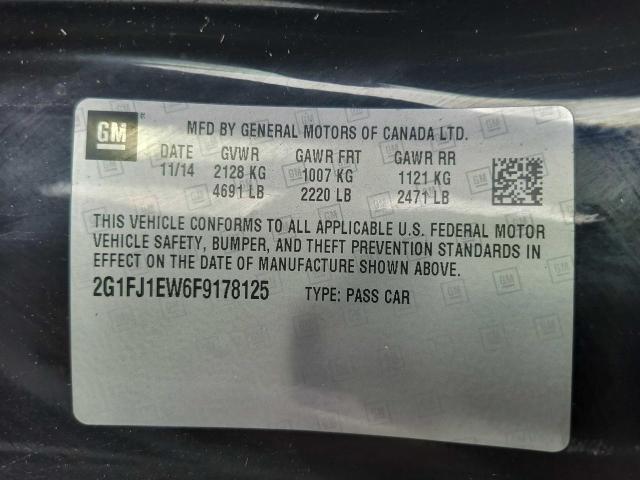 GM ®
MFD BY GENERAL MOTORS OF CANADA LTD.
DATE GVWR GAWR FRT GAWR RR
11/14 2128 KG 1007 KG 1121 KG
4691 LB 2220 LB 2471 LB
THIS VEHICLE CONFORMS TO ALL APPLICABLE U.S. FEDERAL MOTOR
VEHICLE SAFETY, BUMPER, AND THEFT PREVENTION STANDARDS IN
EFFECT ON THE DATE OF MANUFACTURE SHOWN ABOVE.
2G1FJ1EW6F9178125 TYPE: PASS CAR